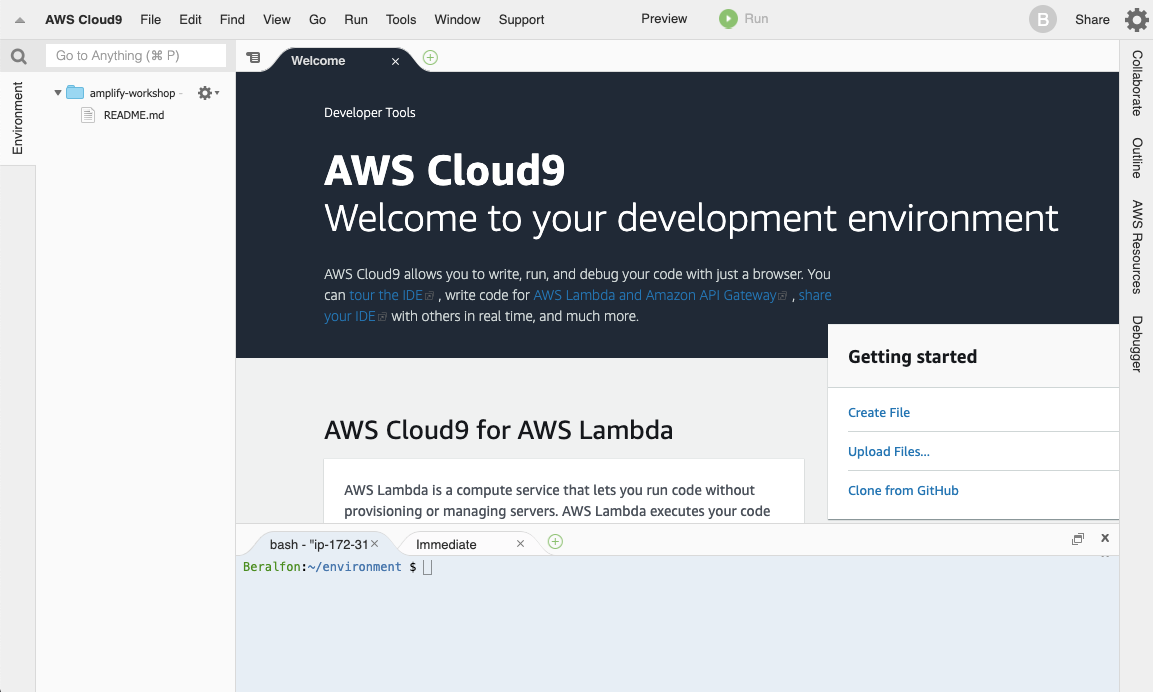 AWS Cloud9 File Edit Find View Go Run Tools Window Support Preview Run B Share
Go to Anything (⌘ P)
Environment
amplify-workshop -
README.md
Welcome
Developer Tools
AWS Cloud9
Welcome to your development environment
AWS Cloud9 allows you to write, run, and debug your code with just a browser. You
can tour the IDE , write code for AWS Lambda and Amazon API Gateway , share
your IDE with others in real time, and much more.
Getting started
Create File
Upload Files...
Clone from GitHub
AWS Cloud9 for AWS Lambda
AWS Lambda is a compute service that lets you run code without
provisioning or managing servers. AWS Lambda executes your code
bash - "ip-172-31 Immediate
Beralfon:~/environment $
Collaborate
Outline
AWS Resources
Debugger